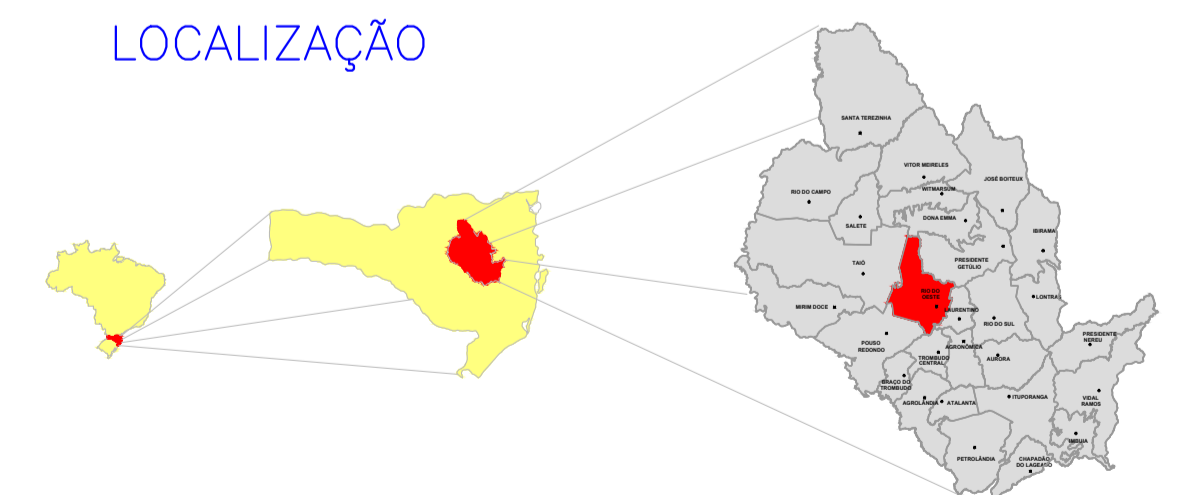 LOCALIZAÇÃO
SANTA TEREZINHA
VITOR MEIRELES
JOSÉ BOITEUX
RIO DO CAMPO
WITMARSUM
DONA EMMA
SALETE
IBIRAMA
TAIÓ
PRESIDENTE
GETÚLIO
RIO DO
OESTE
LONTRA
MIRIM DOCE
LAURENTINO
RIO DO SUL
PRESIDENTE
NEREU
POUSO
REDONDO
AGRONÔMICA
TROMBUDO
CENTRAL
AURORA
BRAÇO DO
TROMBUDO
AGROLÂNDIA
ATALANTA
ITUPORANGA
VIDAL
RAMOS
IMBUIA
PETROLÂNDIA
CHAPADÃO
DO LAGEADO